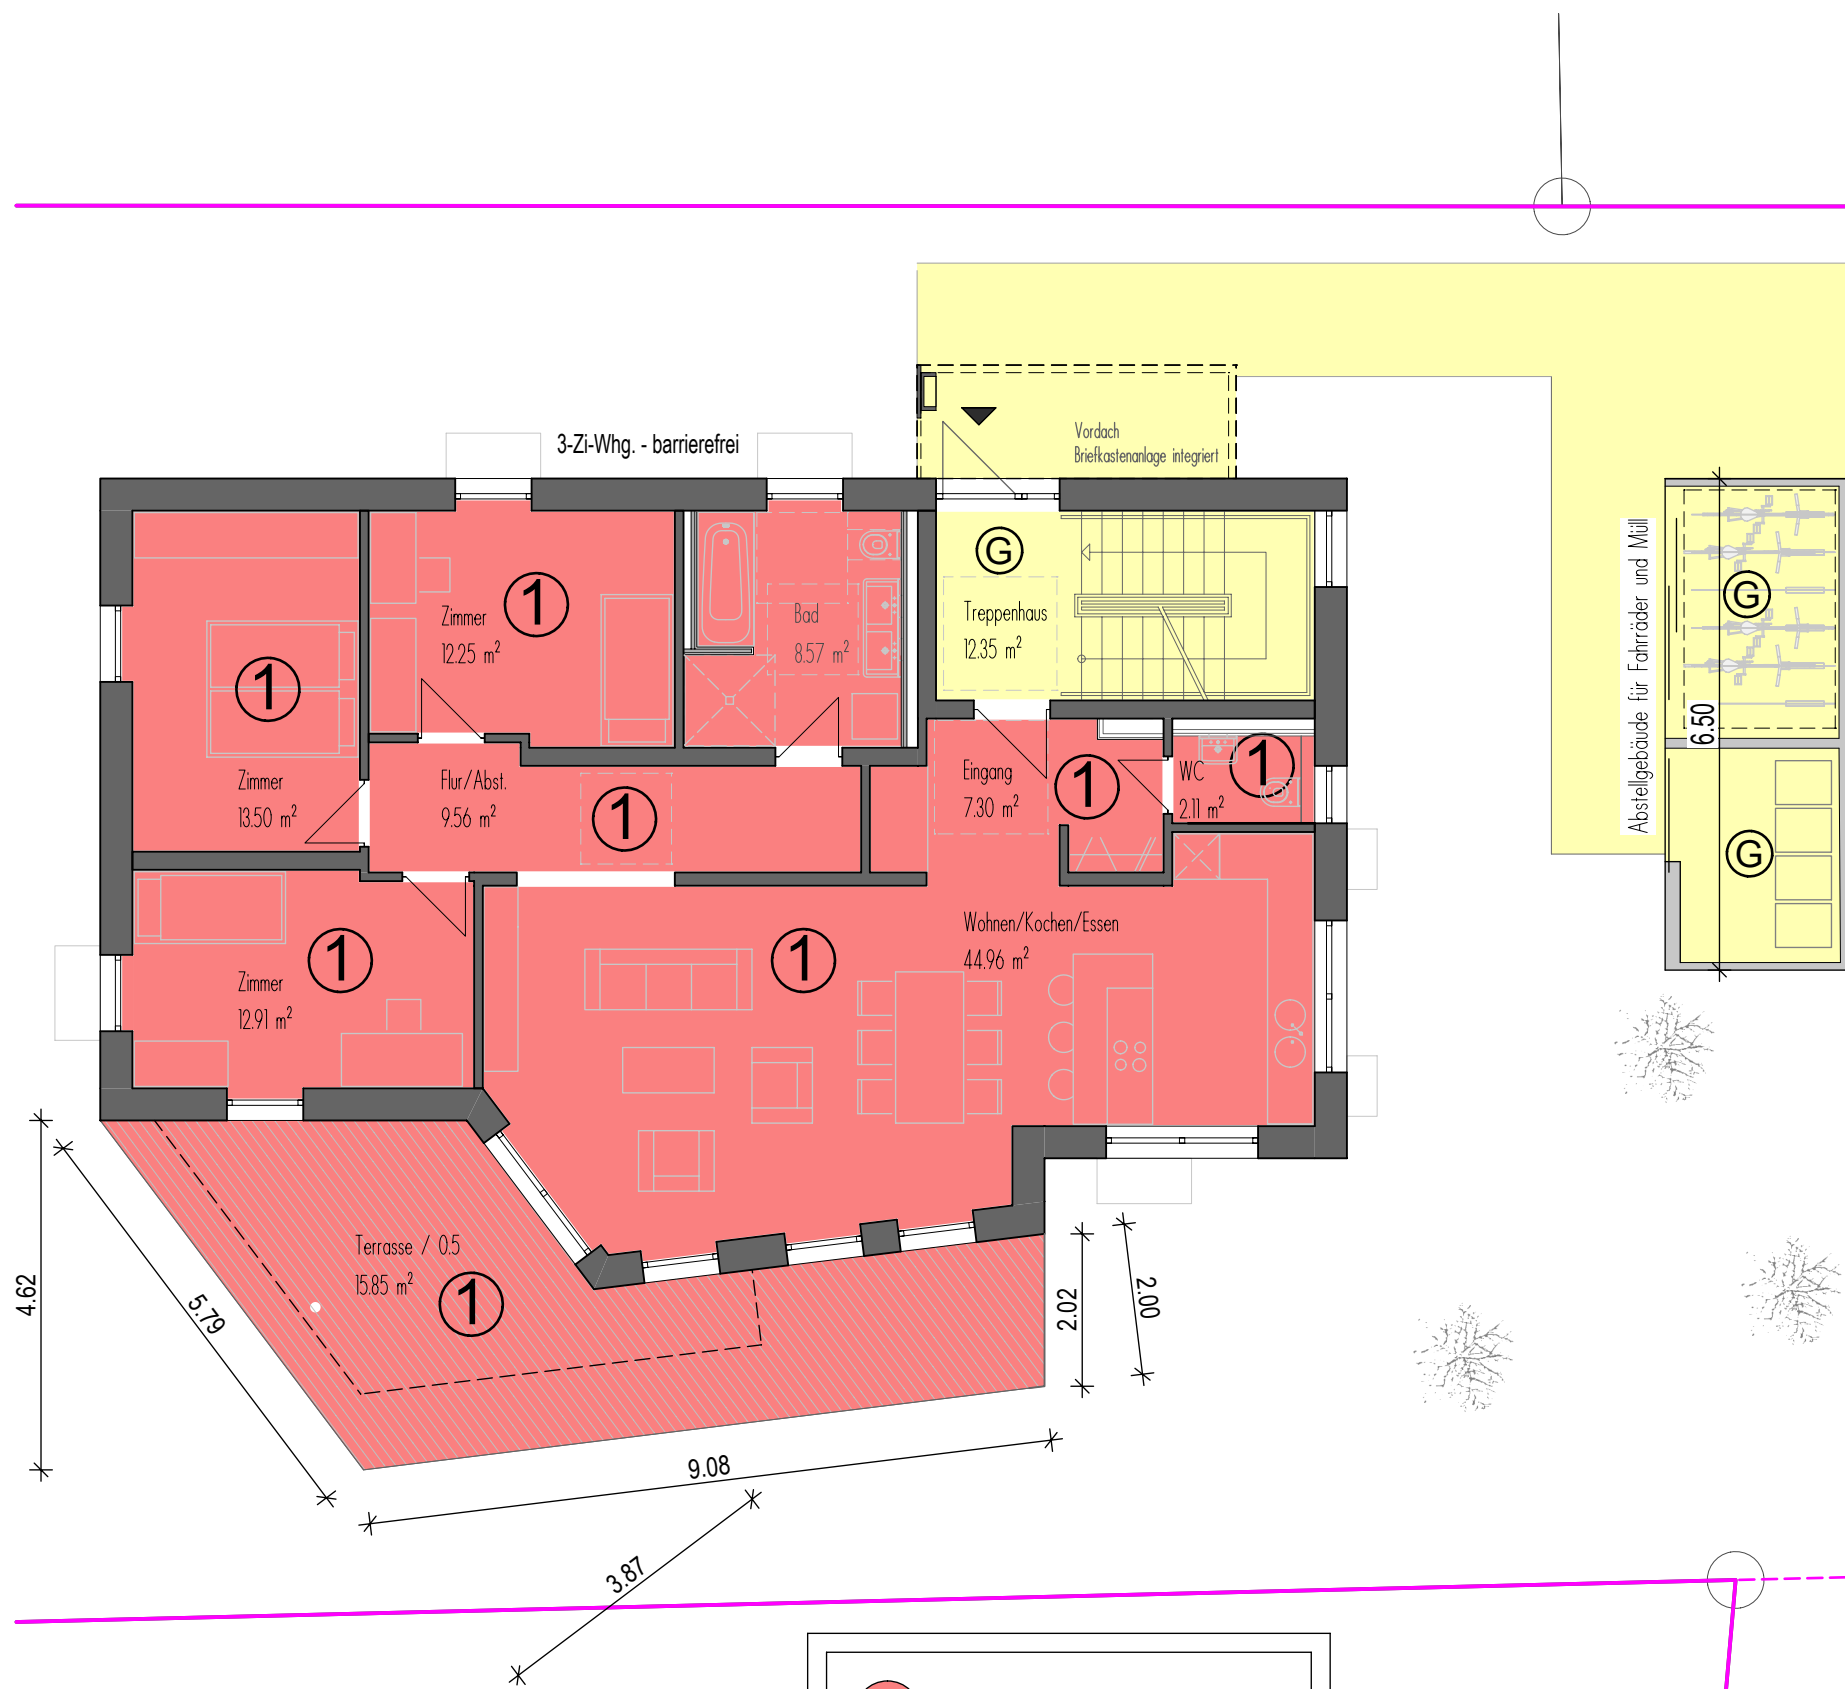 3-Zi-Whg. - barrierefrei
Vordach
Briefkastenanlage integriert
G
Treppenhaus
12.35 m²
1
Zimmer
12.25 m²
Bad
8.57 m²
1
Zimmer
13.50 m²
Flur/Abst.
9.56 m²
1
Eingang
7.30 m²
1
WC
2.11 m²
1
Abstellgebäude für Fahrräder und Müll
6.50
G
G
Zimmer
12.91 m²
1
1
Wohnen/Kochen/Essen
44.96 m²
Terrasse / 0.5
15.85 m²
1
4.62
5.79
2.02
2.00
9.08
3.87